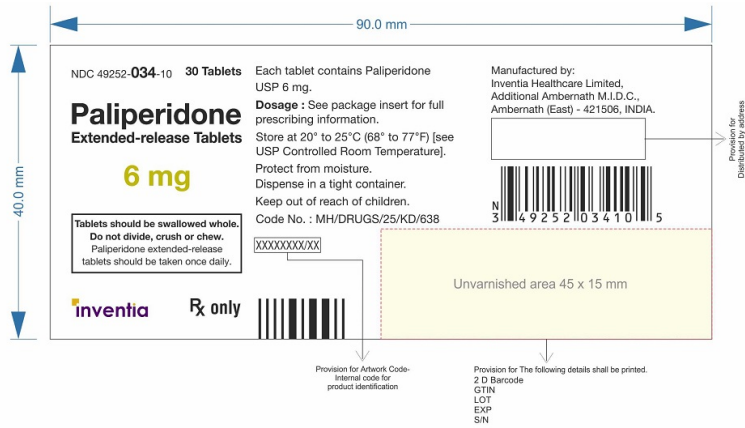 90.0 mm
40.0 mm
NDC 49252-034-10 30 Tablets
Paliperidone
Extended-release Tablets
6 mg
Tablets should be swallowed whole.
Do not divide, crush or chew.
Paliperidone extended-release
tablets should be taken once daily.
inventia
Rx only
Each tablet contains Paliperidone
USP 6 mg.
Dosage : See package insert for full
prescribing information.
Store at 20° to 25°C (68° to 77°F) [see
USP Controlled Room Temperature].
Protect from moisture.
Dispense in a tight container.
Keep out of reach of children.
Code No. : MH/DRUGS/25/KD/638
XXXXXXXX/XX
Manufactured by:
Inventia Healthcare Limited,
Additional Ambernath M.I.D.C.,
Ambernath (East) - 421506, INDIA.
N
3 49252 03410 5
Unvarnished area 45 x 15 mm
Provision for
Distributed by address
Provision for Artwork Code-
Internal code for
product identification
Provision for The following details shall be printed.
2 D Barcode
GTIN
LOT
EXP
S/N